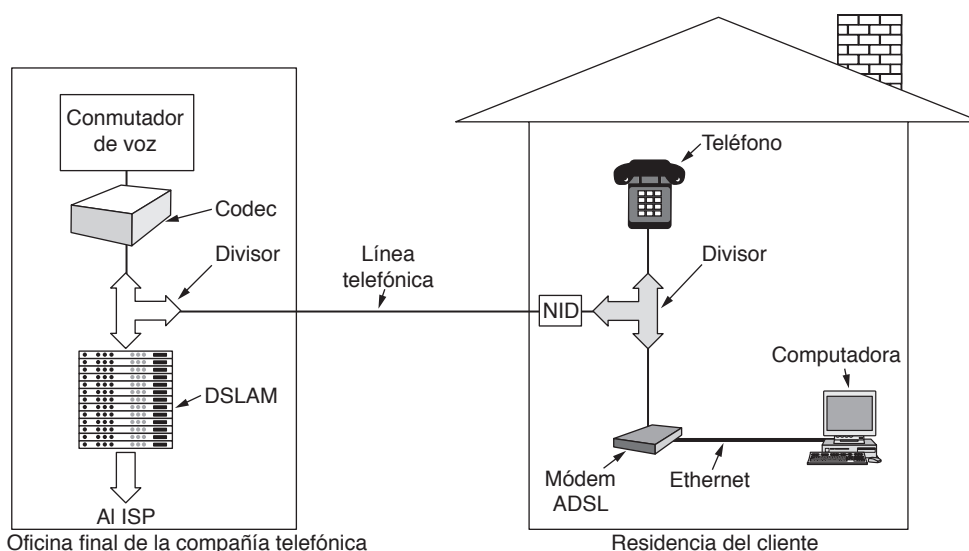 Conmutador
de voz
Codec
Divisor
DSLAM
Al ISP
Oficina final de la compañía telefónica
Línea
telefónica
NID
Teléfono
Divisor
Computadora
Módem
ADSL
Ethernet
Residencia del cliente